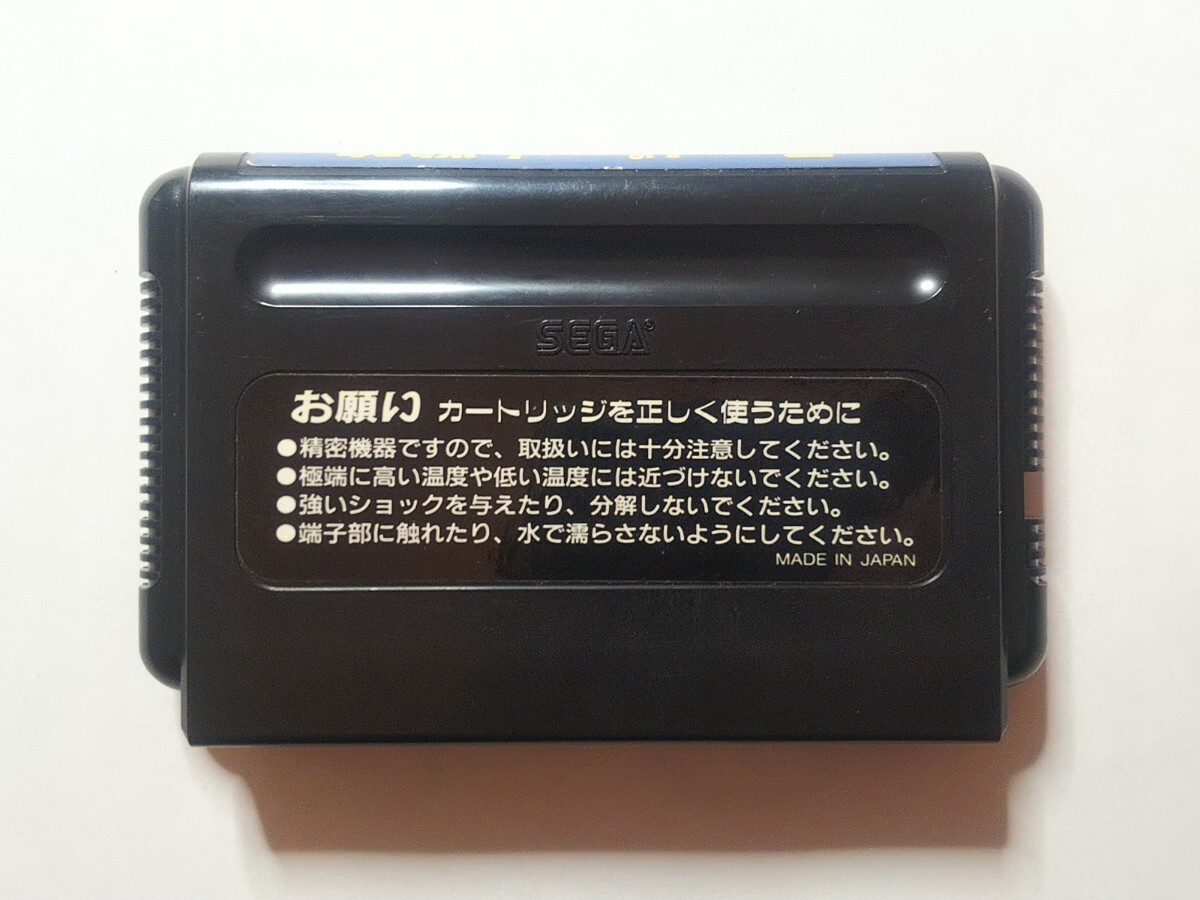 SEGA®
お願い カートリッジを正しく使うために
●精密機器ですので、取扱いには十分注意してください。
●極端に高い温度や低い温度には近づけないでください。
●強いショックを与えたり、分解しないでください。
●端子部に触れたり、水で濡らさないようにしてください。
MADE IN JAPAN